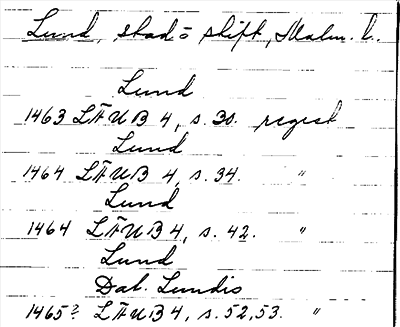 Lund, stad o skift, Malm. l.
Lund
1463 LÄUB 4, s. 30. regest
Lund
1464 LÄUB 4, s. 34. "
Lund
1464 LÄUB 4, s. 42. "
Lund
Dat. Lundis
1465? LÄUB 4, s. 52, 53. "